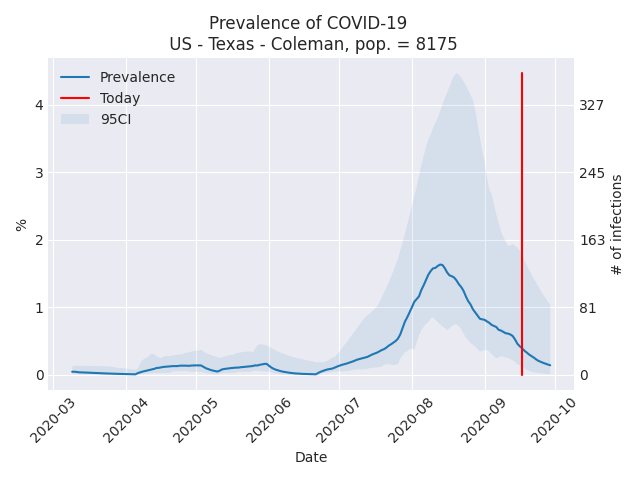 Prevalence of COVID-19
US - Texas - Coleman, pop. = 8175
Prevalence
Today
95CI
4
3
2
1
0
%
327
245
163
81
0
# of infections
2020-03
2020-04
2020-05
2020-06
2020-07
2020-08
2020-09
2020-10
Date